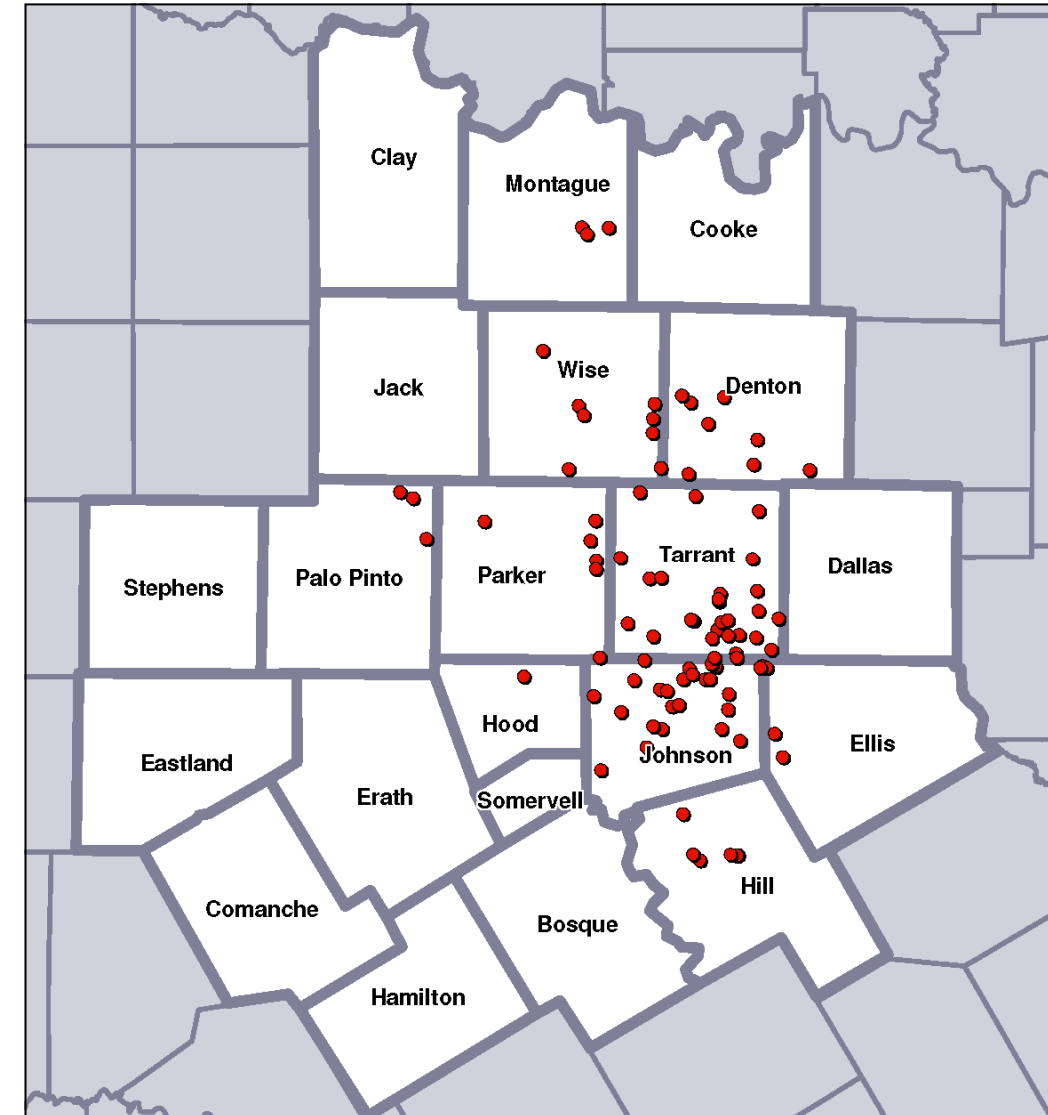 Clay
Montague
Cooke
Jack
Wise
Denton
Stephens
Palo Pinto
Parker
Tarrant
Dallas
Hood
Johnson
Ellis
Eastland
Erath
Somervell
Comanche
Bosque
Hill
Hamilton